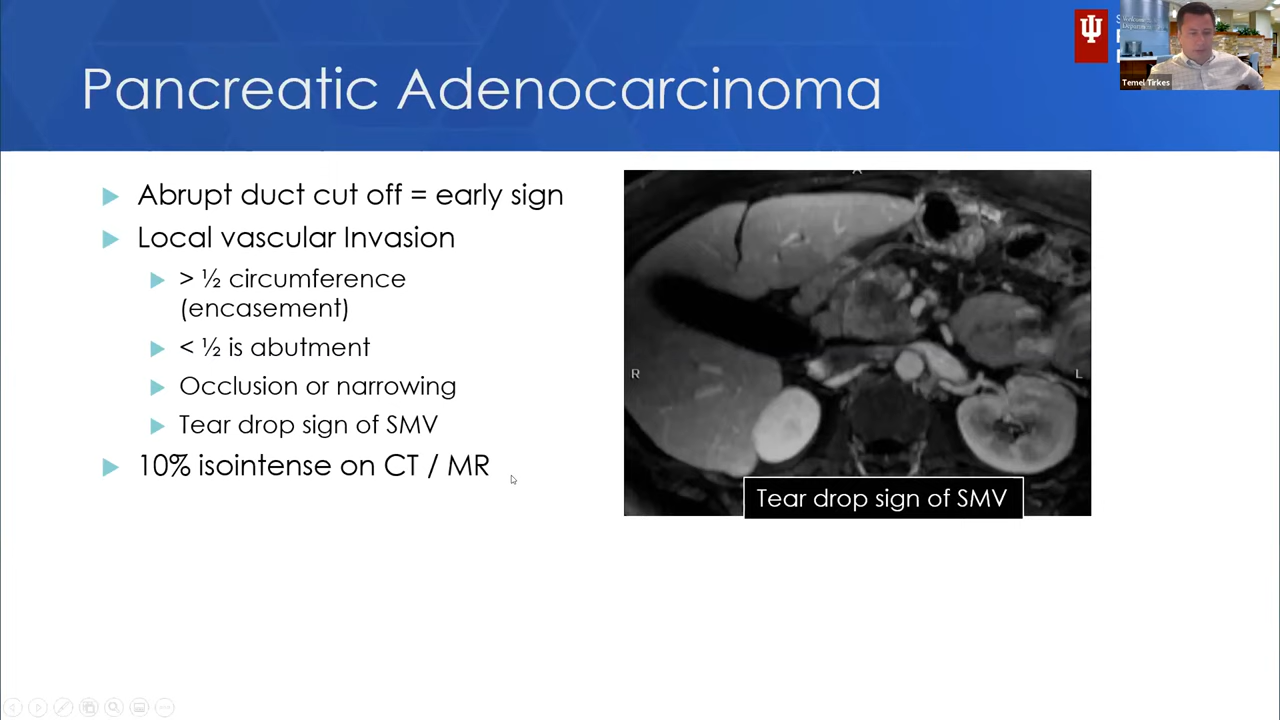 Pancreatic Adenocarcinoma
Temel Tirkes
Abrupt duct cut off = early sign
Local vascular Invasion
> ½ circumference
(encasement)
< ½ is abutment
Occlusion or narrowing
Tear drop sign of SMV
10% isointense on CT / MR
R
L
Tear drop sign of SMV